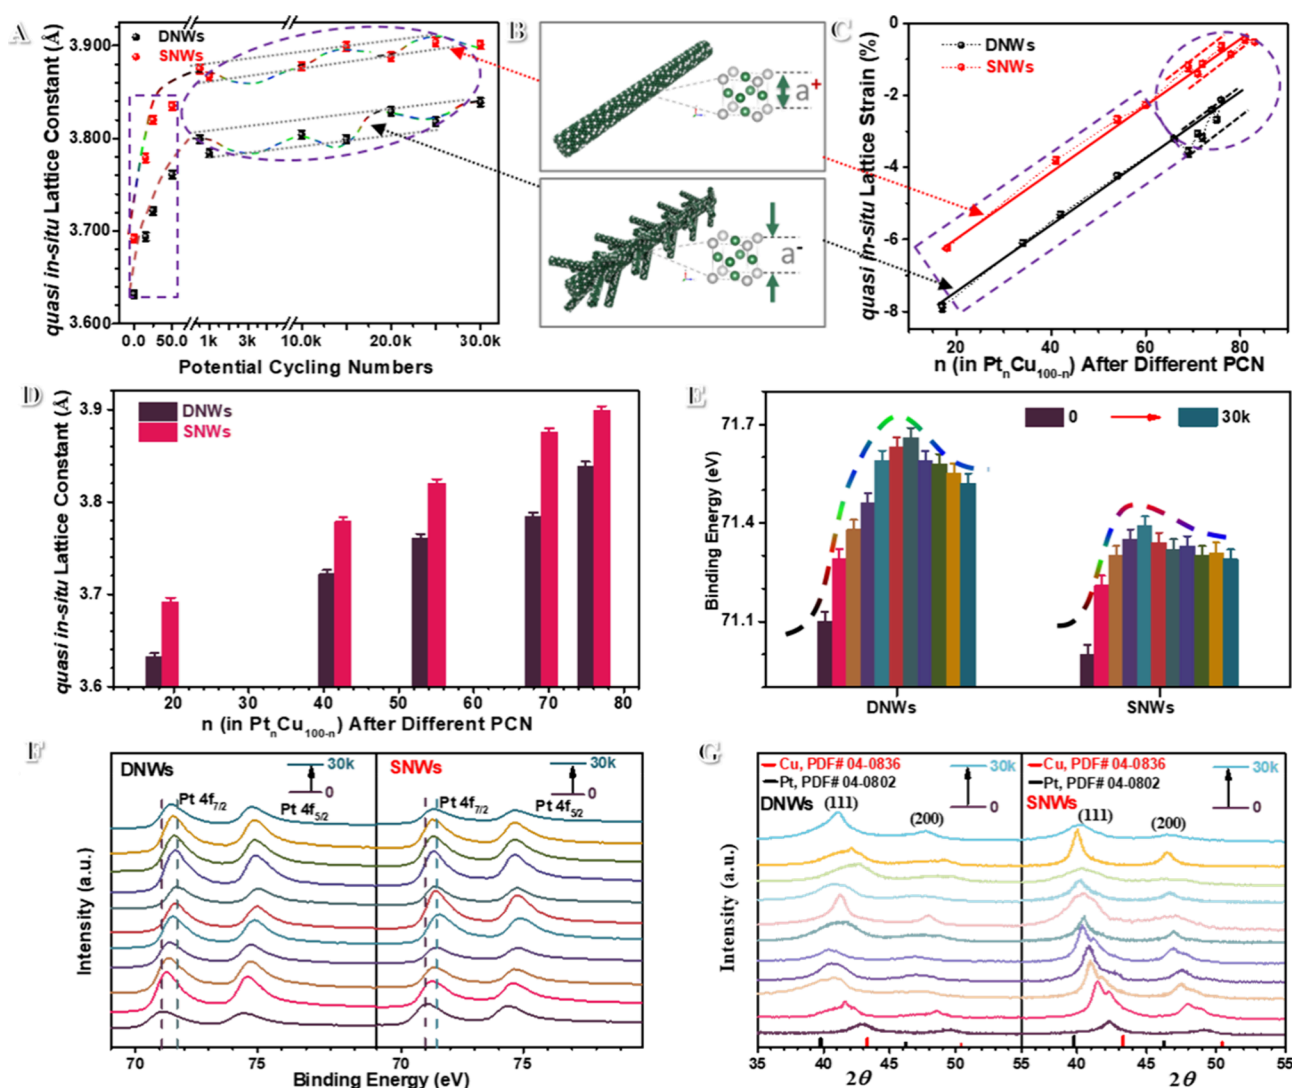 A
quasi in-situ Lattice Constant (Å)
3.900
3.800
3.700
3.600
DNWs
SNWs
0.0
50.0
1k
3k
10.0k
20.0k
30.0k
Potential Cycling Numbers
B
a+
a-
C
quasi in-situ Lattice Strain (%)
0
-2
-4
-6
-8
DNWs
SNWs
20
40
60
80
n (in PtnCu100-n) After Different PCN
D
quasi in-situ Lattice Constant (Å)
3.9
3.8
3.7
3.6
DNWs
SNWs
20
30
40
50
60
70
80
n (in PtnCu100-n) After Different PCN
E
Binding Energy (eV)
71.7
71.4
71.1
0
30k
DNWs
SNWs
F
Intensity (a.u.)
DNWs
30k
0
Pt 4f7/2
Pt 4f5/2
SNWs
30k
0
Pt 4f7/2
Pt 4f5/2
70
75
70
75
Binding Energy (eV)
G
Intensity (a.u.)
Cu, PDF# 04-0836
Pt, PDF# 04-0802
DNWs
30k
0
(111)
(200)
Cu, PDF# 04-0836
Pt, PDF# 04-0802
SNWs
30k
0
(111)
(200)
35
40
45
50
55
40
45
50
55
2θ
2θ